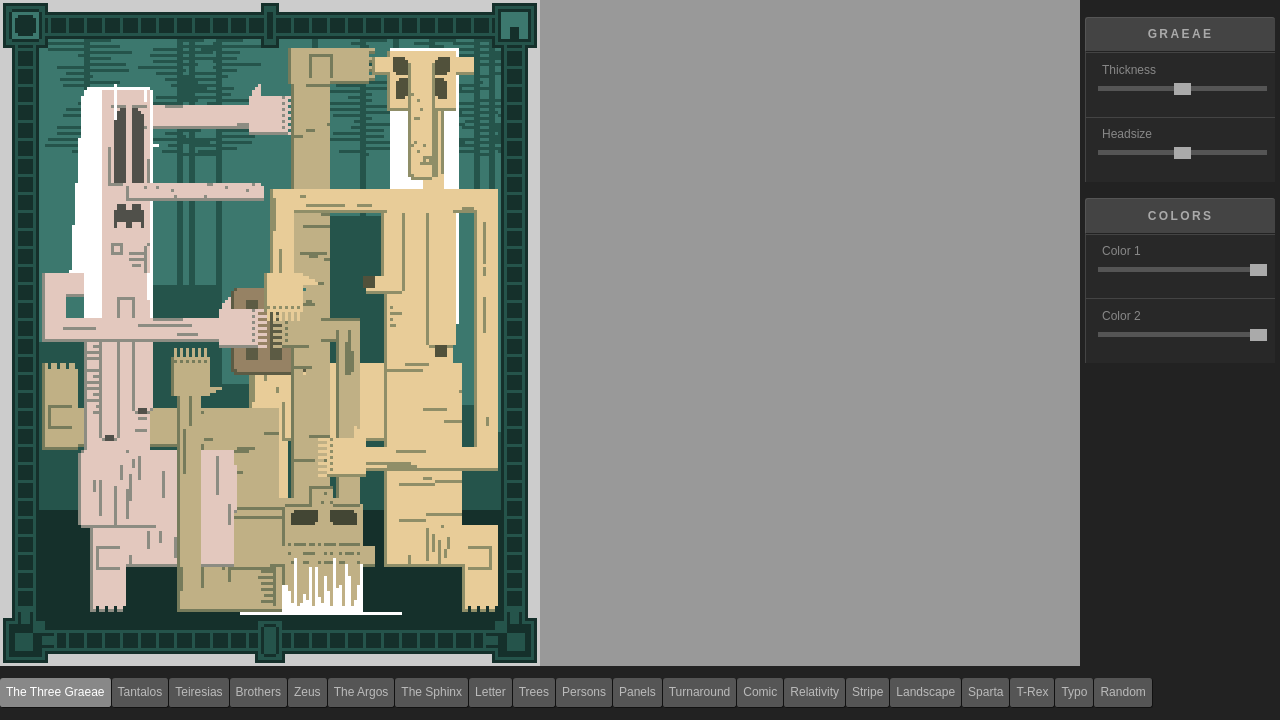 GRAEAE
Thickness
Headsize
COLORS
Color 1
Color 2
The Three Graeae Tantalos Teiresias Brothers Zeus The Argos The Sphinx Letter Trees Persons Panels Turnaround Comic Relativity Stripe Landscape Sparta T-Rex Typo Random